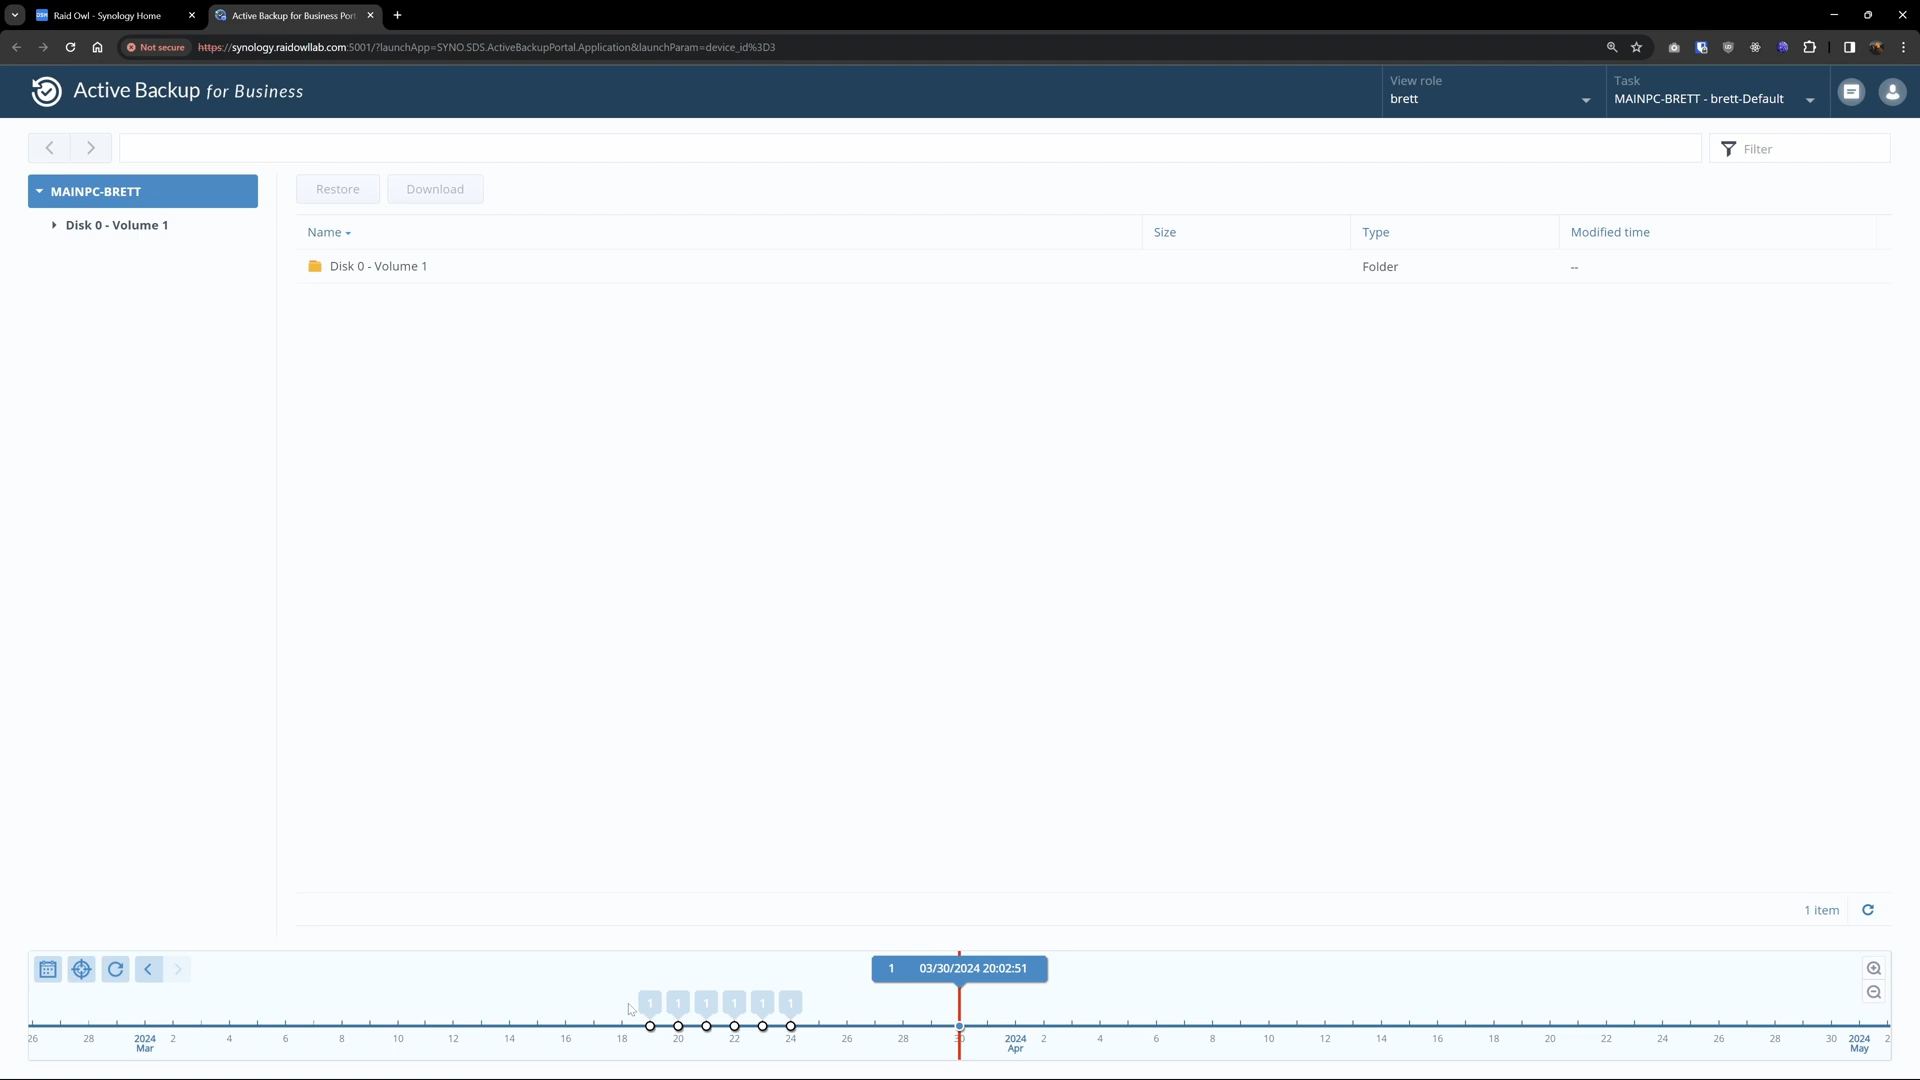 Raid Owl - Synology Home
Active Backup for Business Port
Not secure
https://synology.raidowllab.com:5001/?launchApp=SYNO.SDS.ActiveBackupPortal.Application&launchParam=device_id%3D3
Active Backup for Business
View role
brett
Task
MAINPC-BRETT - brett-Default
Filter
MAINPC-BRETT
Disk 0 - Volume 1
Restore
Download
Name
Size
Type
Modified time
Disk 0 - Volume 1
Folder
--
1 item
1 03/30/2024 20:02:51
1 1 1 1 1 1
26 28 2024 2 4 6 8 10 12 14 16 18 20 22 24 26 28 30 2024 2 4 6 8 10 12 14 16 18 20 22 24 26 28 30 2024 2
Mar Apr May